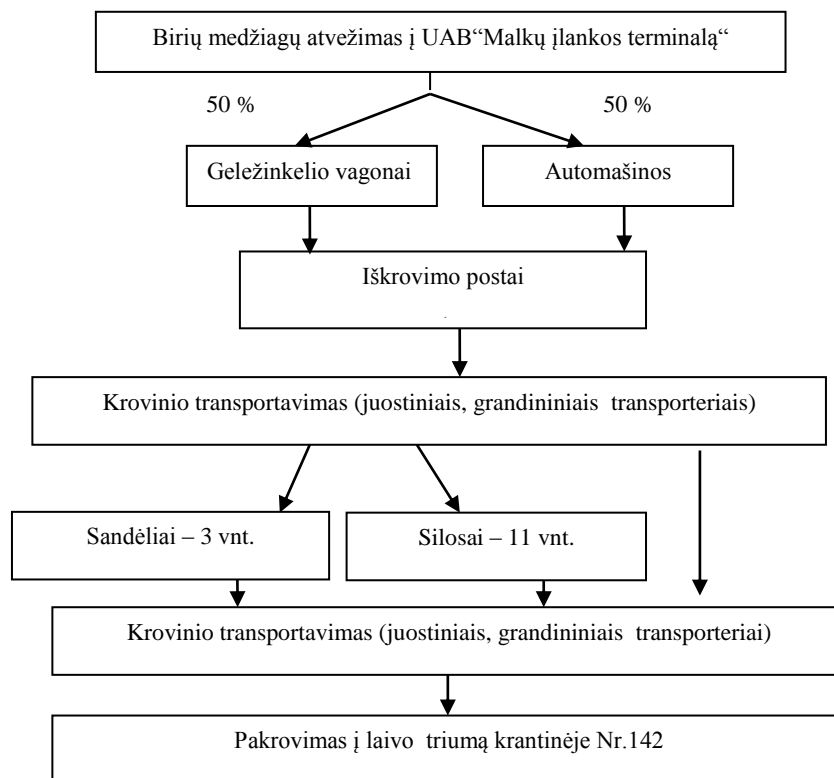 Birių medžiagų atvežimas į UAB“Malkų įlankos terminalą“
50 %
50 %
Geležinkelio vagonai
Automašinos
Iškrovimo postai
Krovinio transportavimas (juostiniais, grandininiais transporteriais)
Sandėliai – 3 vnt.
Silosai – 11 vnt.
Krovinio transportavimas (juostiniais, grandininiais transporteriai)
Pakrovimas į laivo triumą krantinėje Nr.142